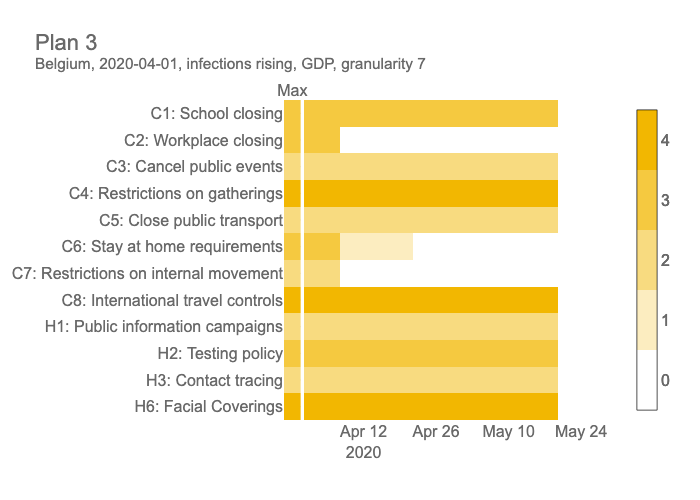 Plan 3
Belgium, 2020-04-01, infections rising, GDP, granularity 7
Max
C1: School closing
C2: Workplace closing
C3: Cancel public events
C4: Restrictions on gatherings
C5: Close public transport
C6: Stay at home requirements
C7: Restrictions on internal movement
C8: International travel controls
H1: Public information campaigns
H2: Testing policy
H3: Contact tracing
H6: Facial Coverings
Apr 12 Apr 26 May 10 May 24
2020
4
3
2
1
0